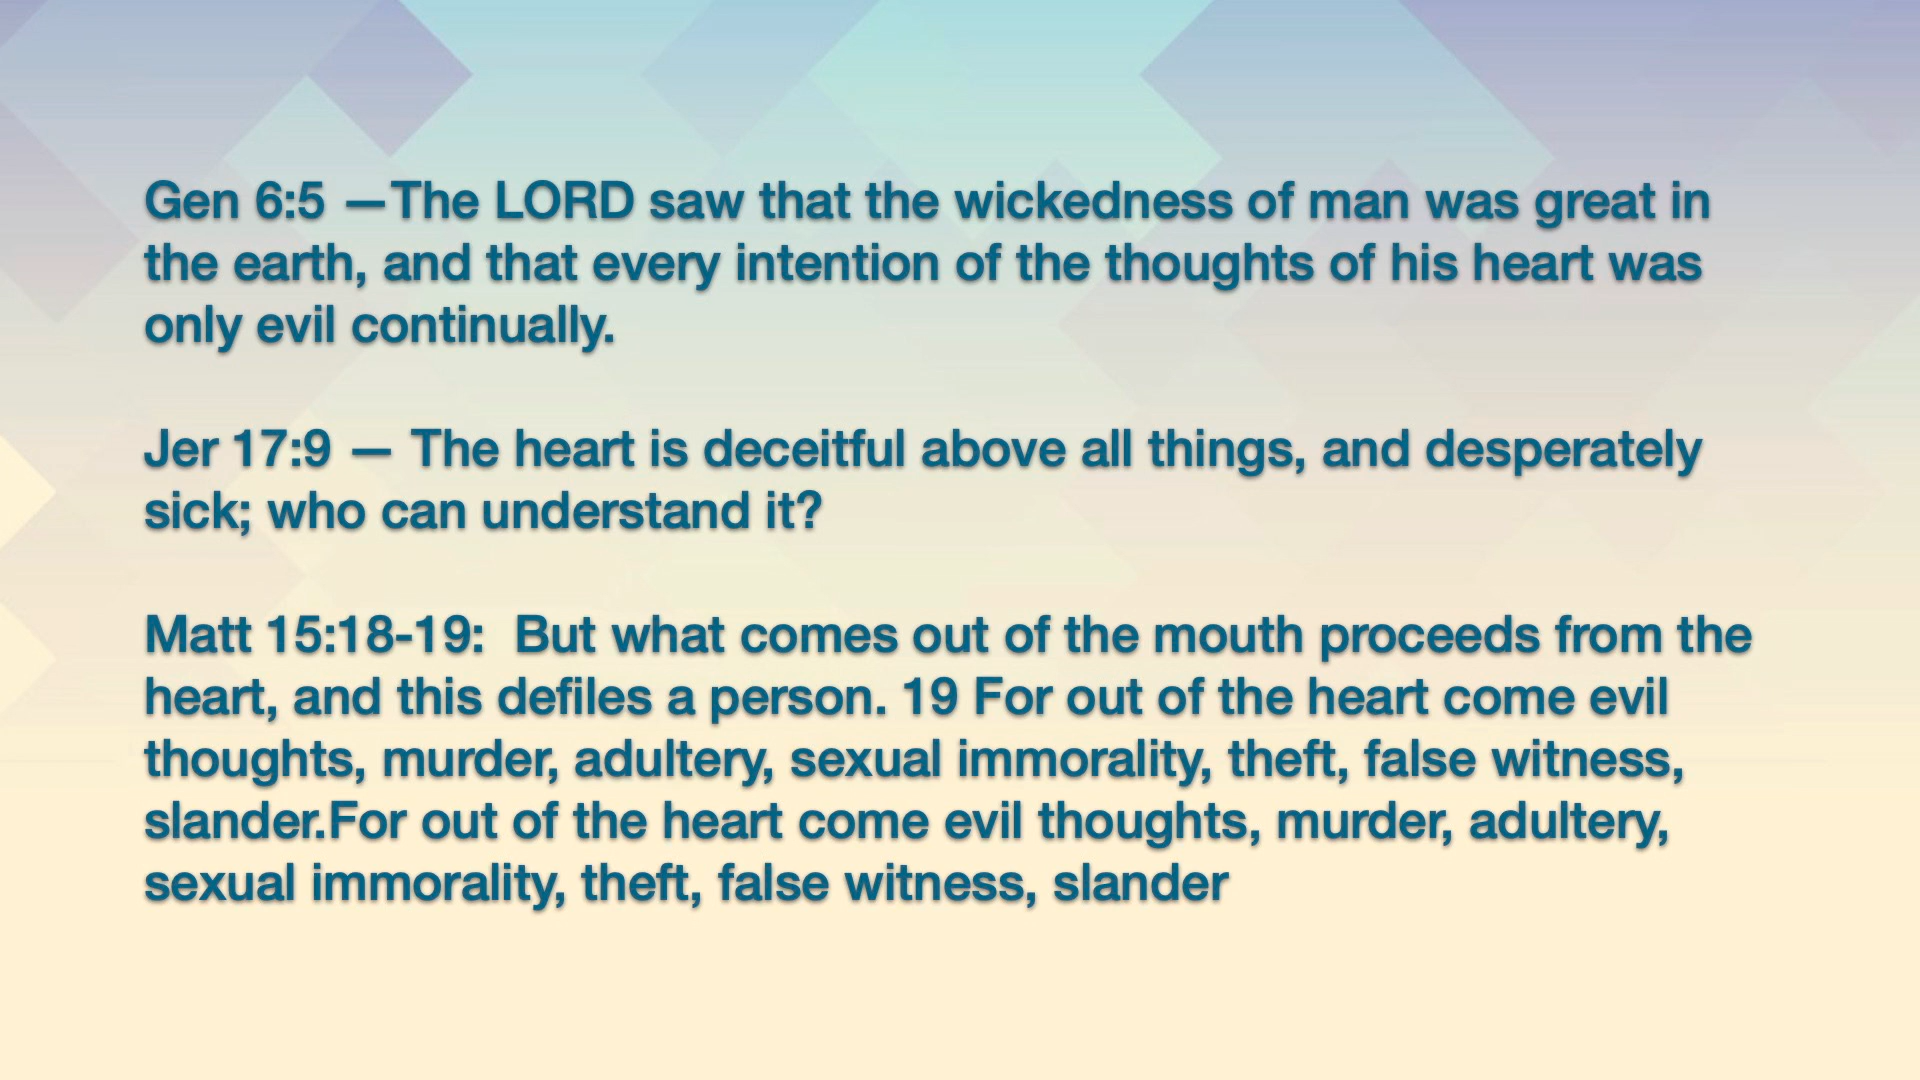 Gen 6:5 —The LORD saw that the wickedness of man was great in
the earth, and that every intention of the thoughts of his heart was
only evil continually.
Jer 17:9 — The heart is deceitful above all things, and desperately
sick; who can understand it?
Matt 15:18-19:  But what comes out of the mouth proceeds from the
heart, and this defiles a person. 19 For out of the heart come evil
thoughts, murder, adultery, sexual immorality, theft, false witness,
slander.For out of the heart come evil thoughts, murder, adultery,
sexual immorality, theft, false witness, slander